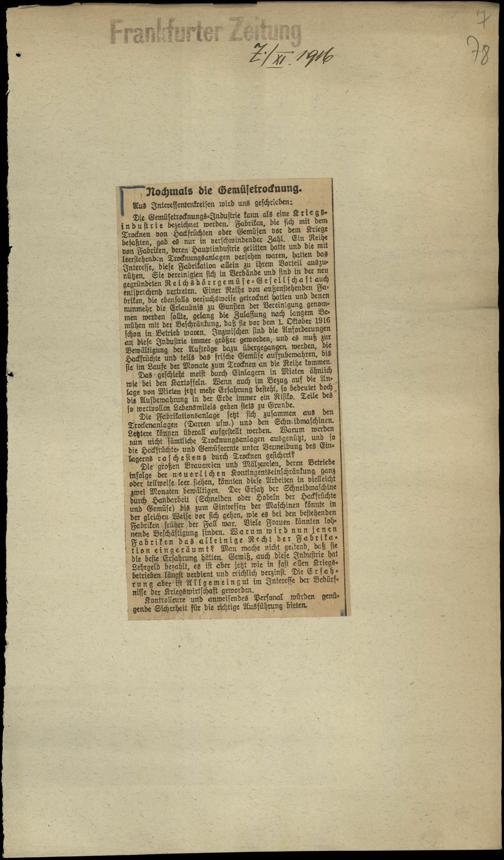 7
78
Frankfurter Zeitung
7./XI. 1916
Nochmals die Gemüsetrocknung.
Aus Interessentenkreisen wird uns geschrieben:
Die Gemüsetrocknungs-Industrie kann als eine Kriegs-
industrie bezeichnet werden. Fabriken, die sich mit dem
Trocknen von Hackfrüchten oder Gemüsen vor dem Kriege
befaßten, gab es nur in verschwindender Zahl. Ein Reihe
von Fabriken, deren Hauptindustrie gelitten hatte und die mit
leerstehenden Trocknungsanlagen versehen waren, hatten das
Interesse, diese Fabrikation allein zu ihrem Vorteil auszu-
nützen. Sie vereinigten sich in Verbände und sind in der neu
gegründeten Reichsdörrgemüse-Gesellschaft auch
entsprechend vertreten. Einer Reihe von außenstehenden Fa-
briken, die ebenfalls versuchsweise getrocknet hatten und denen
nunmehr die Erlaubnis zu Gunsten der Vereinigung genom-
men werden sollte, gelang die Zulassung nach langem Be-
mühen mit der Beschränkung, daß sie vor dem 1. Oktober 1916
schon in Betrieb waren. Inzwischen sind die Anforderungen
an diese Industrie immer größer geworden, und es muß zur
Bewältigung der Aufträge dazu übergegangen werden, die
Hackfrüchte und teils das frische Gemüse aufzubewahren, bis
sie im Laufe der Monate zum Trocknen an die Reihe kommen.
Das geschieht meist durch Einlagern in Mieten ähnlich
wie bei den Kartoffeln. Wenn auch im Bezug auf die An-
lage von Mieten jetzt mehr Erfahrung besteht, so bedeutet doch
die Aufbewahrung in der Erde immer ein Risiko. Teile des
so wertvollen Lebensmittels gehen stets zu Grunde.
Die Fabrikationsanlage setzt sich zusammen aus den
Trockenanlagen (Darren usw.) und den Schneidmaschinen.
Letztere können überall aufgestellt werden. Warum werden
nun nicht sämtliche Trocknungsanlagen ausgenützt, und so
die Hackfrüchte- und Gemüseernte unter Vermeidung des Ein-
lagerns raschestens durch Trocknen gesichert?
Die großen Brauereien und Mälzereien, deren Betriebe
infolge der neuerlichen Kontingentseinschränkung ganz
oder teilweise leer stehen, könnten diese Arbeiten in vielleicht
zwei Monaten bewältigen. Der Ersatz der Schneidmaschine
durch Handarbeit (Schneiden oder Hobeln der Hackfrüchte
und Gemüse) bis zum Eintreffen der Maschinen könnte in
der gleichen Weise vor sich gehen, wie es bei den bestehenden
Fabriken früher der Fall war. Viele Frauen könnten loh-
nende Beschäftigung finden. Warum wird nun jenen
Fabriken das alleinige Recht der Fabrika-
tion eingeräumt? Man mache nicht geltend, daß sie
die beste Erfahrung hätten. Gewiß, auch diese Industrie hat
Lehrgeld bezahlt, es ist aber jetzt wie in fast allen Kriegs-
betrieben längst verdient und reichlich verzinst. Die Erfah-
rung aber ist Allgemeingut im Interesse der Bedürf-
nisse der Kriegswirtschaft geworden.
Kontrolleure und anweisendes Personal würden genü-
gende Sicherheit für die richtige Ausführung bieten.